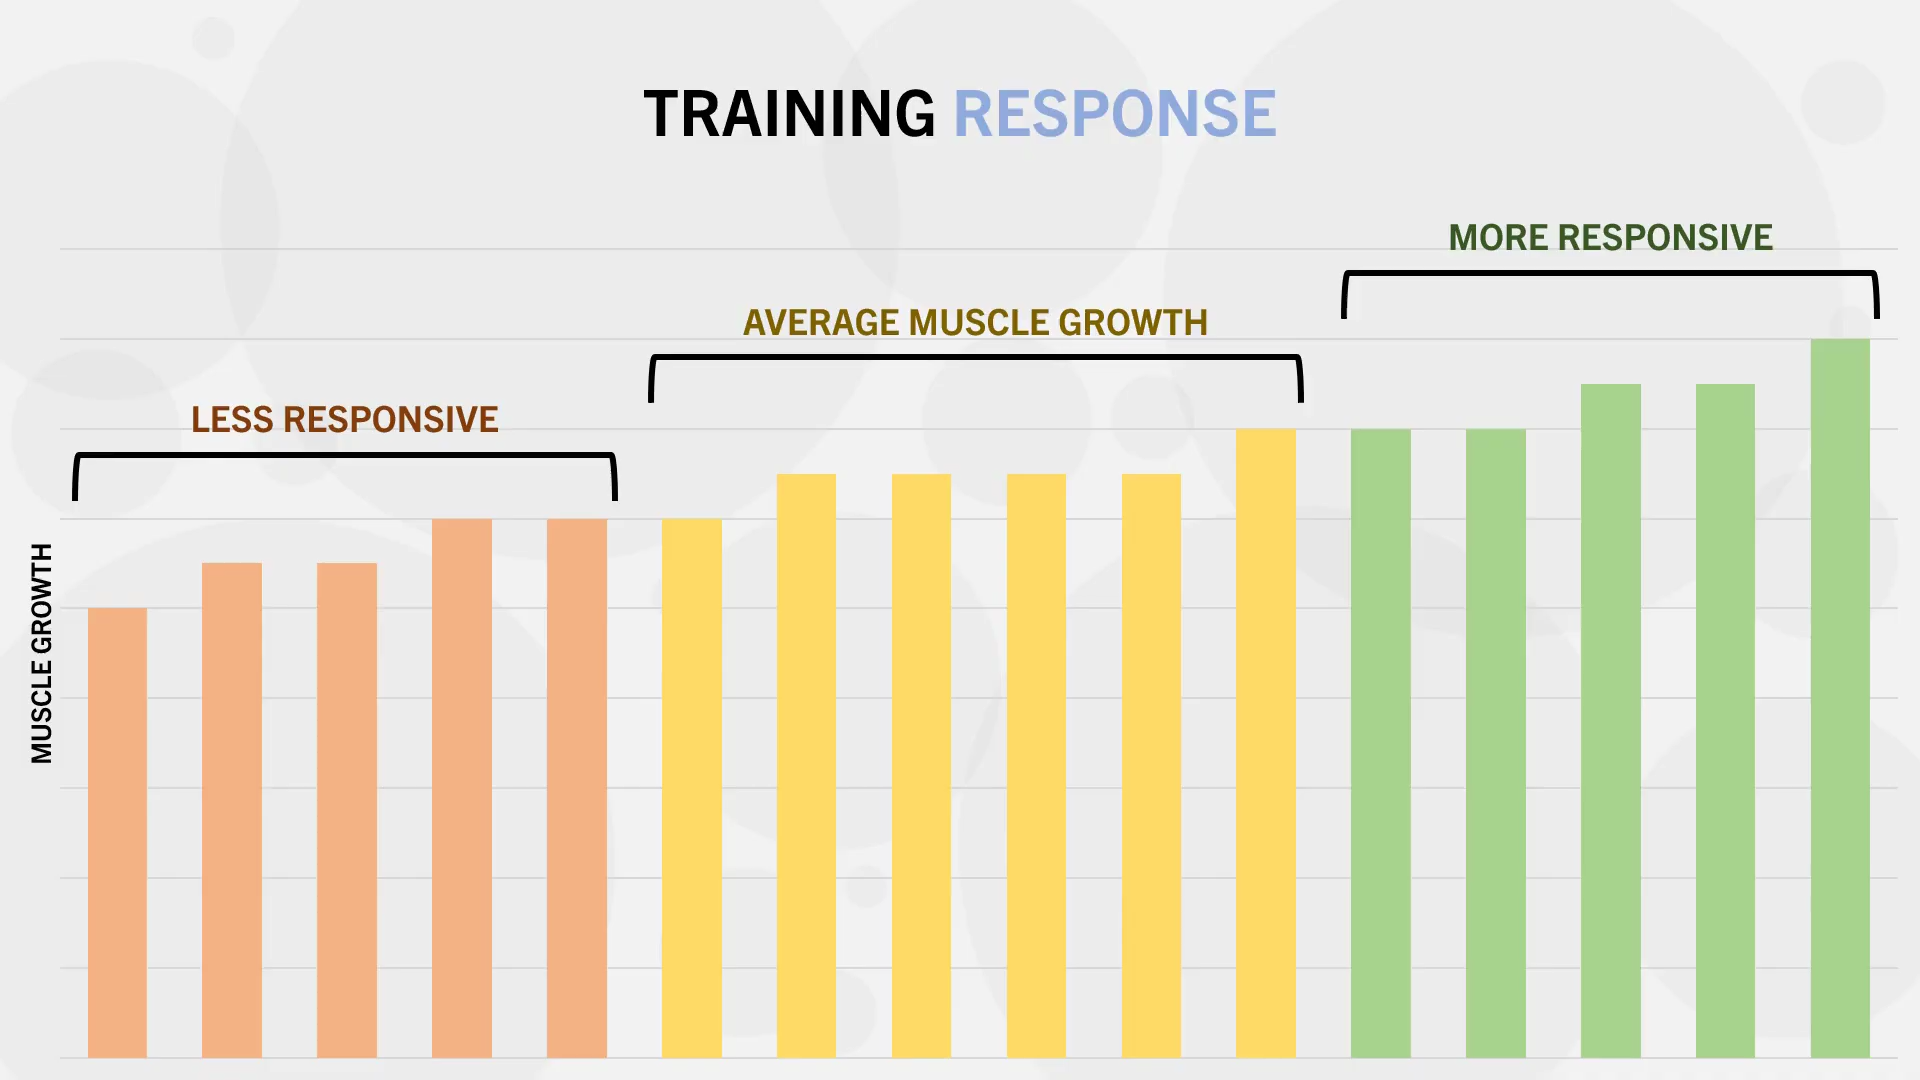 TRAINING RESPONSE
MORE RESPONSIVE
AVERAGE MUSCLE GROWTH
LESS RESPONSIVE
MUSCLE GROWTH